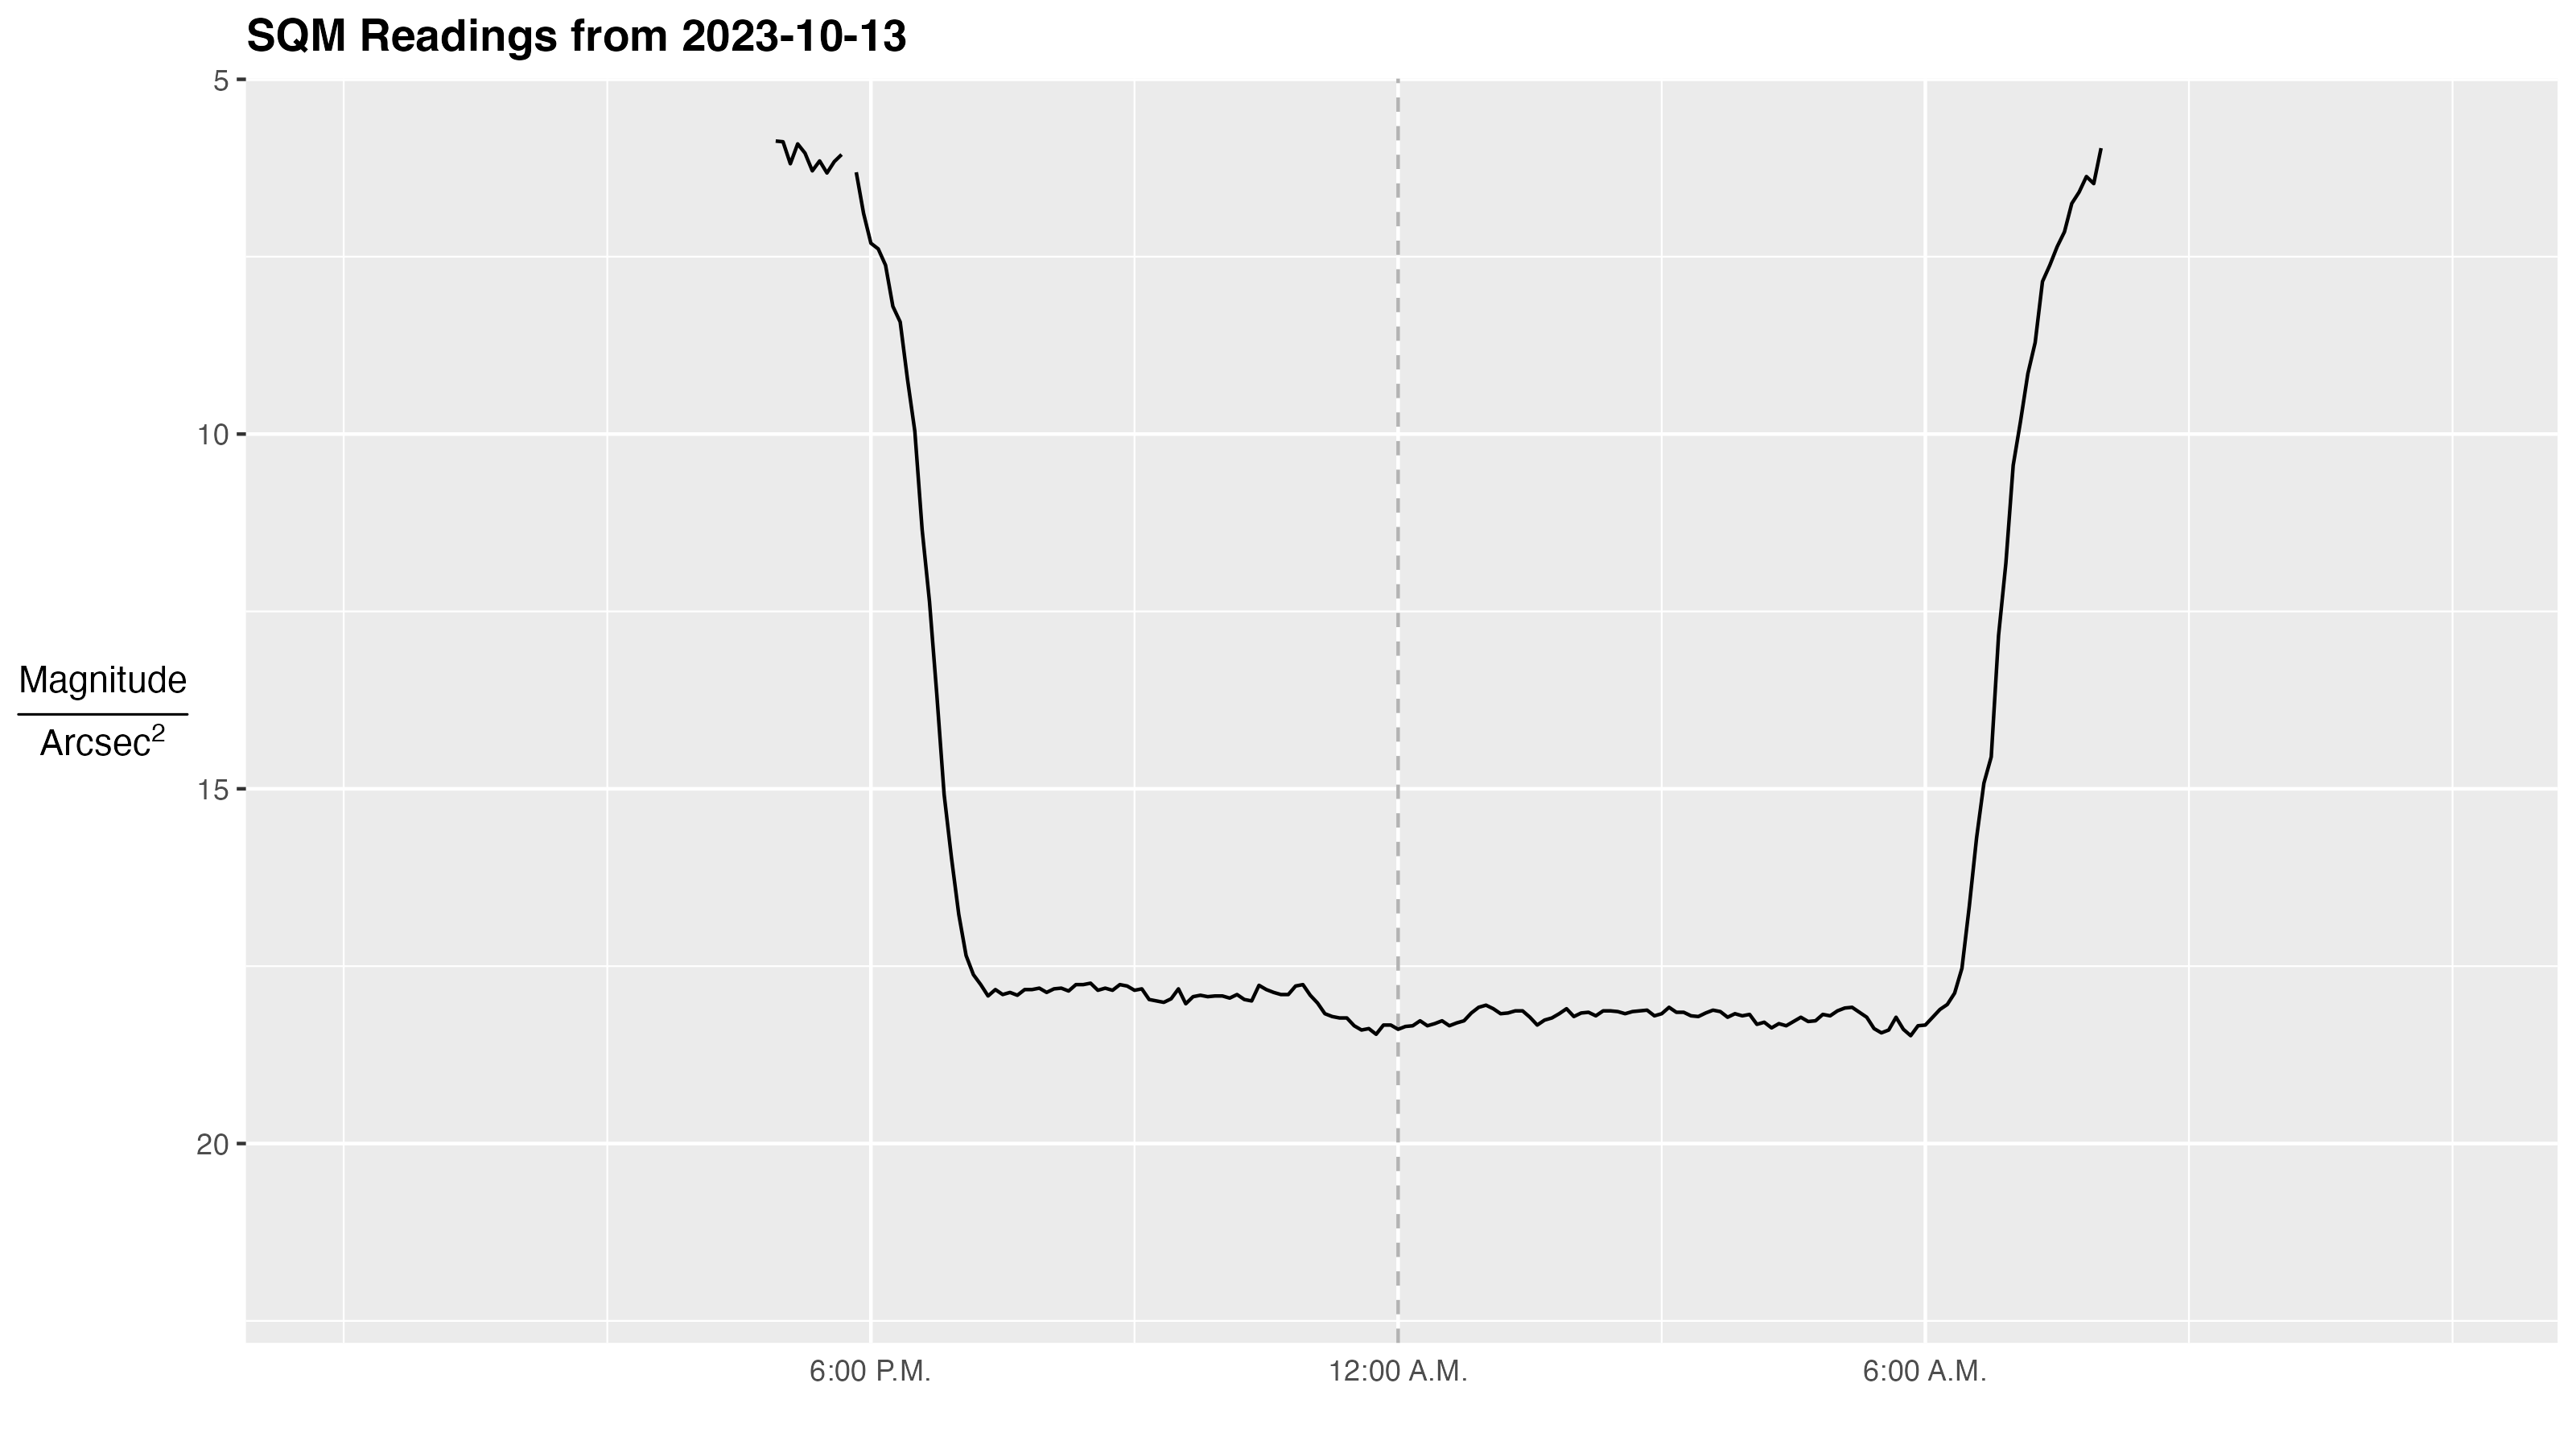 SQM Readings from 2023-10-13
5
10
15
20
Magnitude
Arcsec²
6:00 P.M.
12:00 A.M.
6:00 A.M.